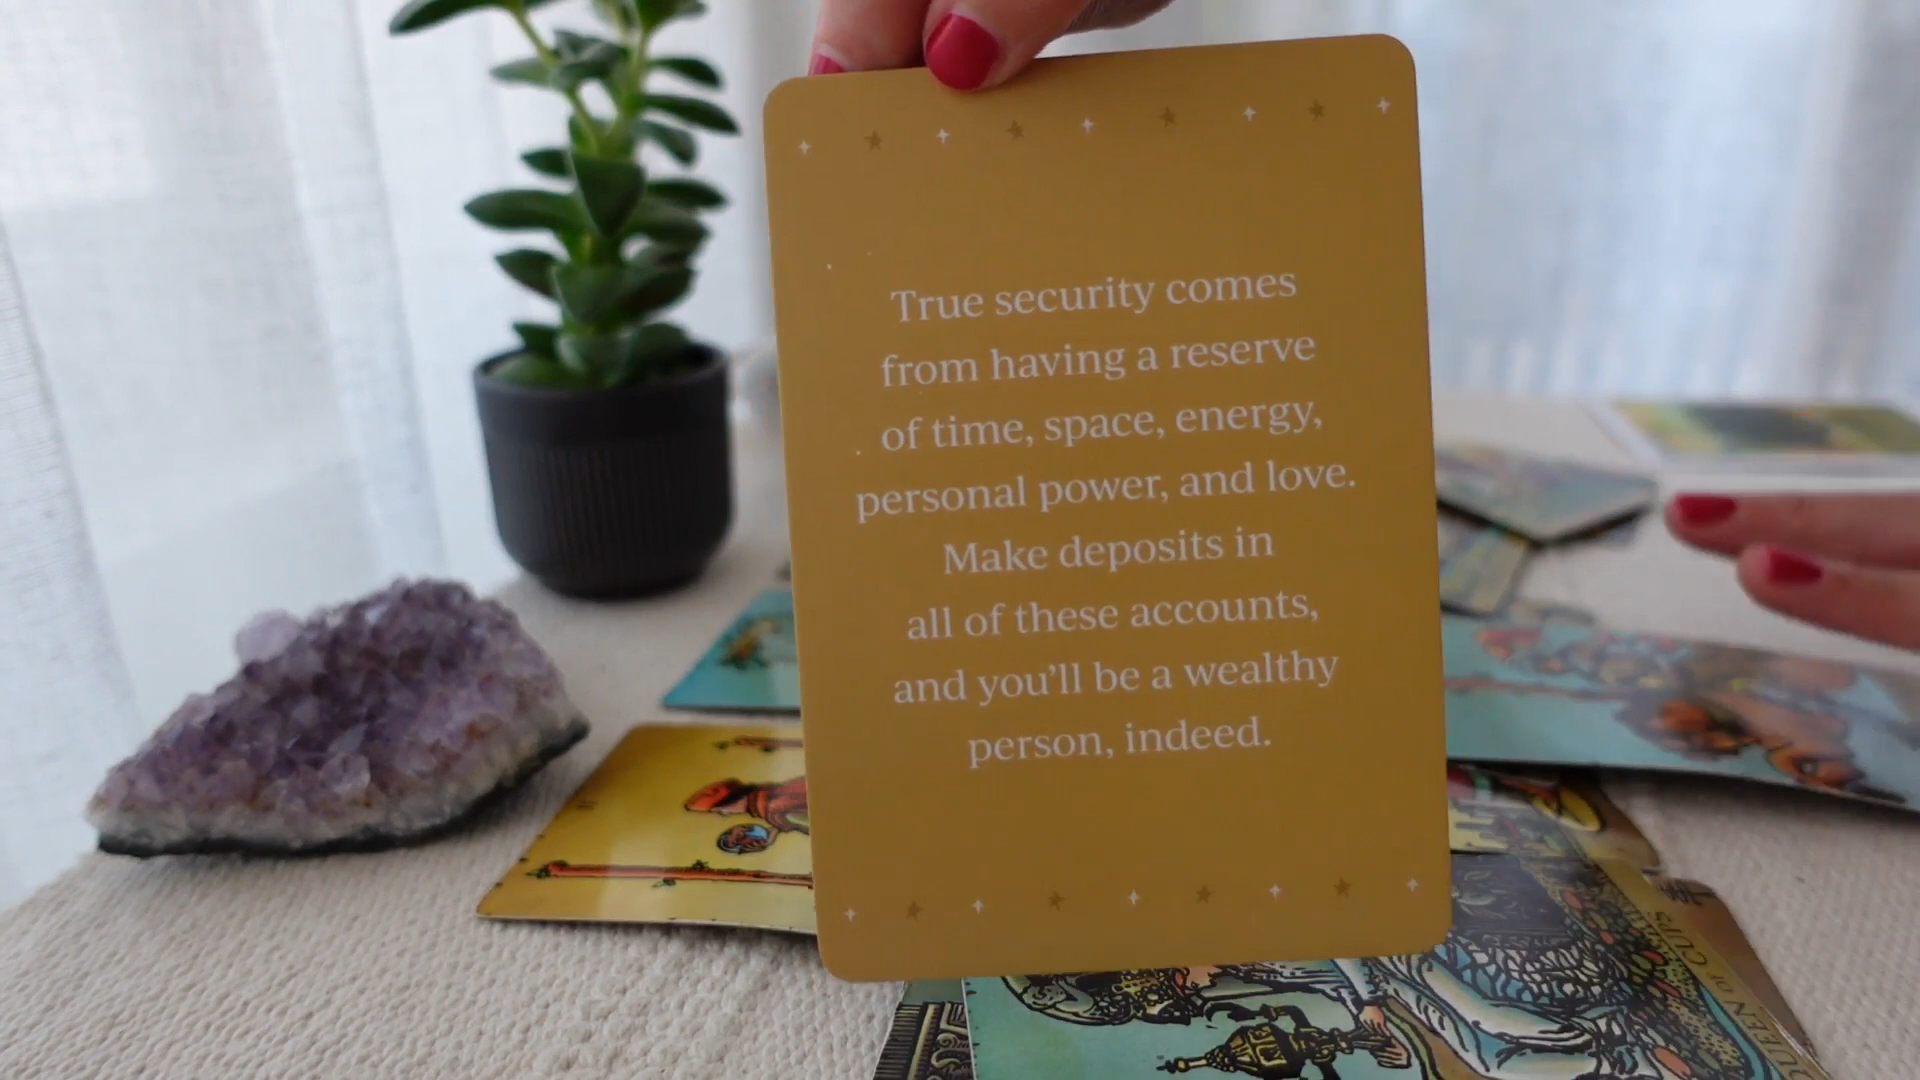 True security comes
from having a reserve
of time, space, energy,
personal power, and love.
Make deposits in
all of these accounts,
and you'll be a wealthy
person, indeed.
QUEEN OF CUPS